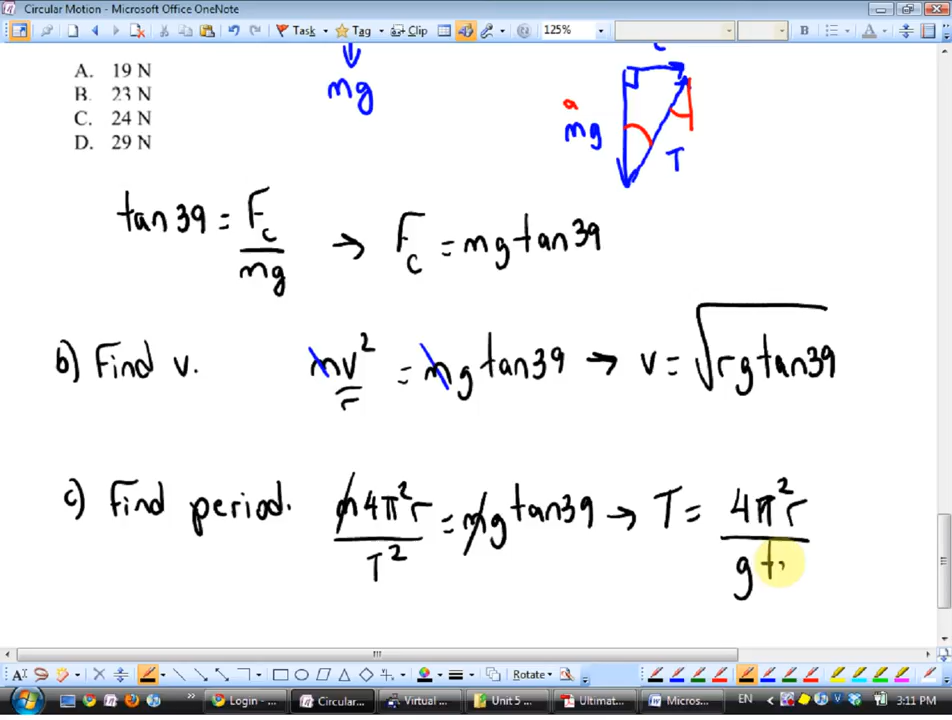 Circular Motion - Microsoft Office OneNote
Task Tag Clip 125% B
A. 19 N
B. 23 N
C. 24 N
D. 29 N
mg
a
mg
T
tan 39 = Fc / mg → Fc = mg tan 39
b) Find v. mv² / r = mg tan 39 → v = √rg tan 39
c) Find period. m4π²r / T² = mg tan 39 → T = 4π²r / g t
Rotate
Login - Circular... Virtual ... Unit 5 ... Ultimat... Micros... EN 3:11 PM